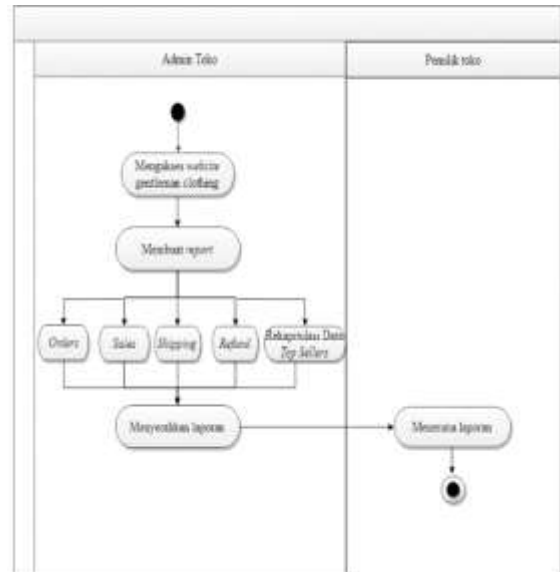 Admin Toko
Pemilik toko
Mengakses website
gentleman clothing
Membuat report
Orders
Sales
Shipping
Refund
Rekapitulasi Data
Top Sellers
Menyerahkan laporan
Menerima laporan